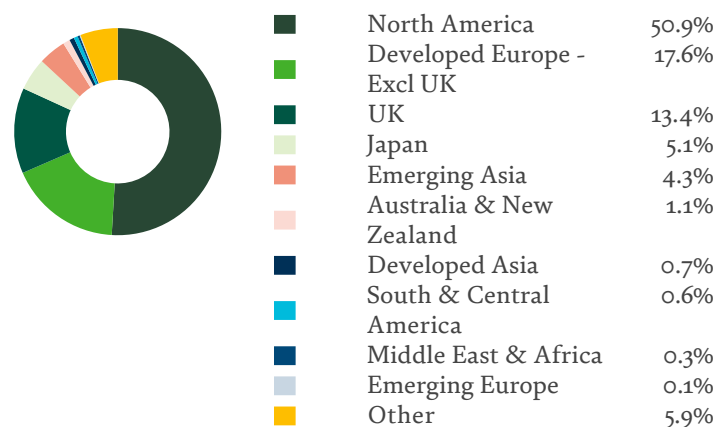 North America 50.9%
Developed Europe - 17.6%
Excl UK
UK 13.4%
Japan 5.1%
Emerging Asia 4.3%
Australia & New 1.1%
Zealand
Developed Asia 0.7%
South & Central 0.6%
America
Middle East & Africa 0.3%
Emerging Europe 0.1%
Other 5.9%